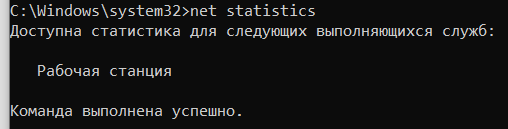 C:\Windows\system32>net statistics
Доступна статистика для следующих выполняющихся служб:
Рабочая станция
Команда выполнена успешно.